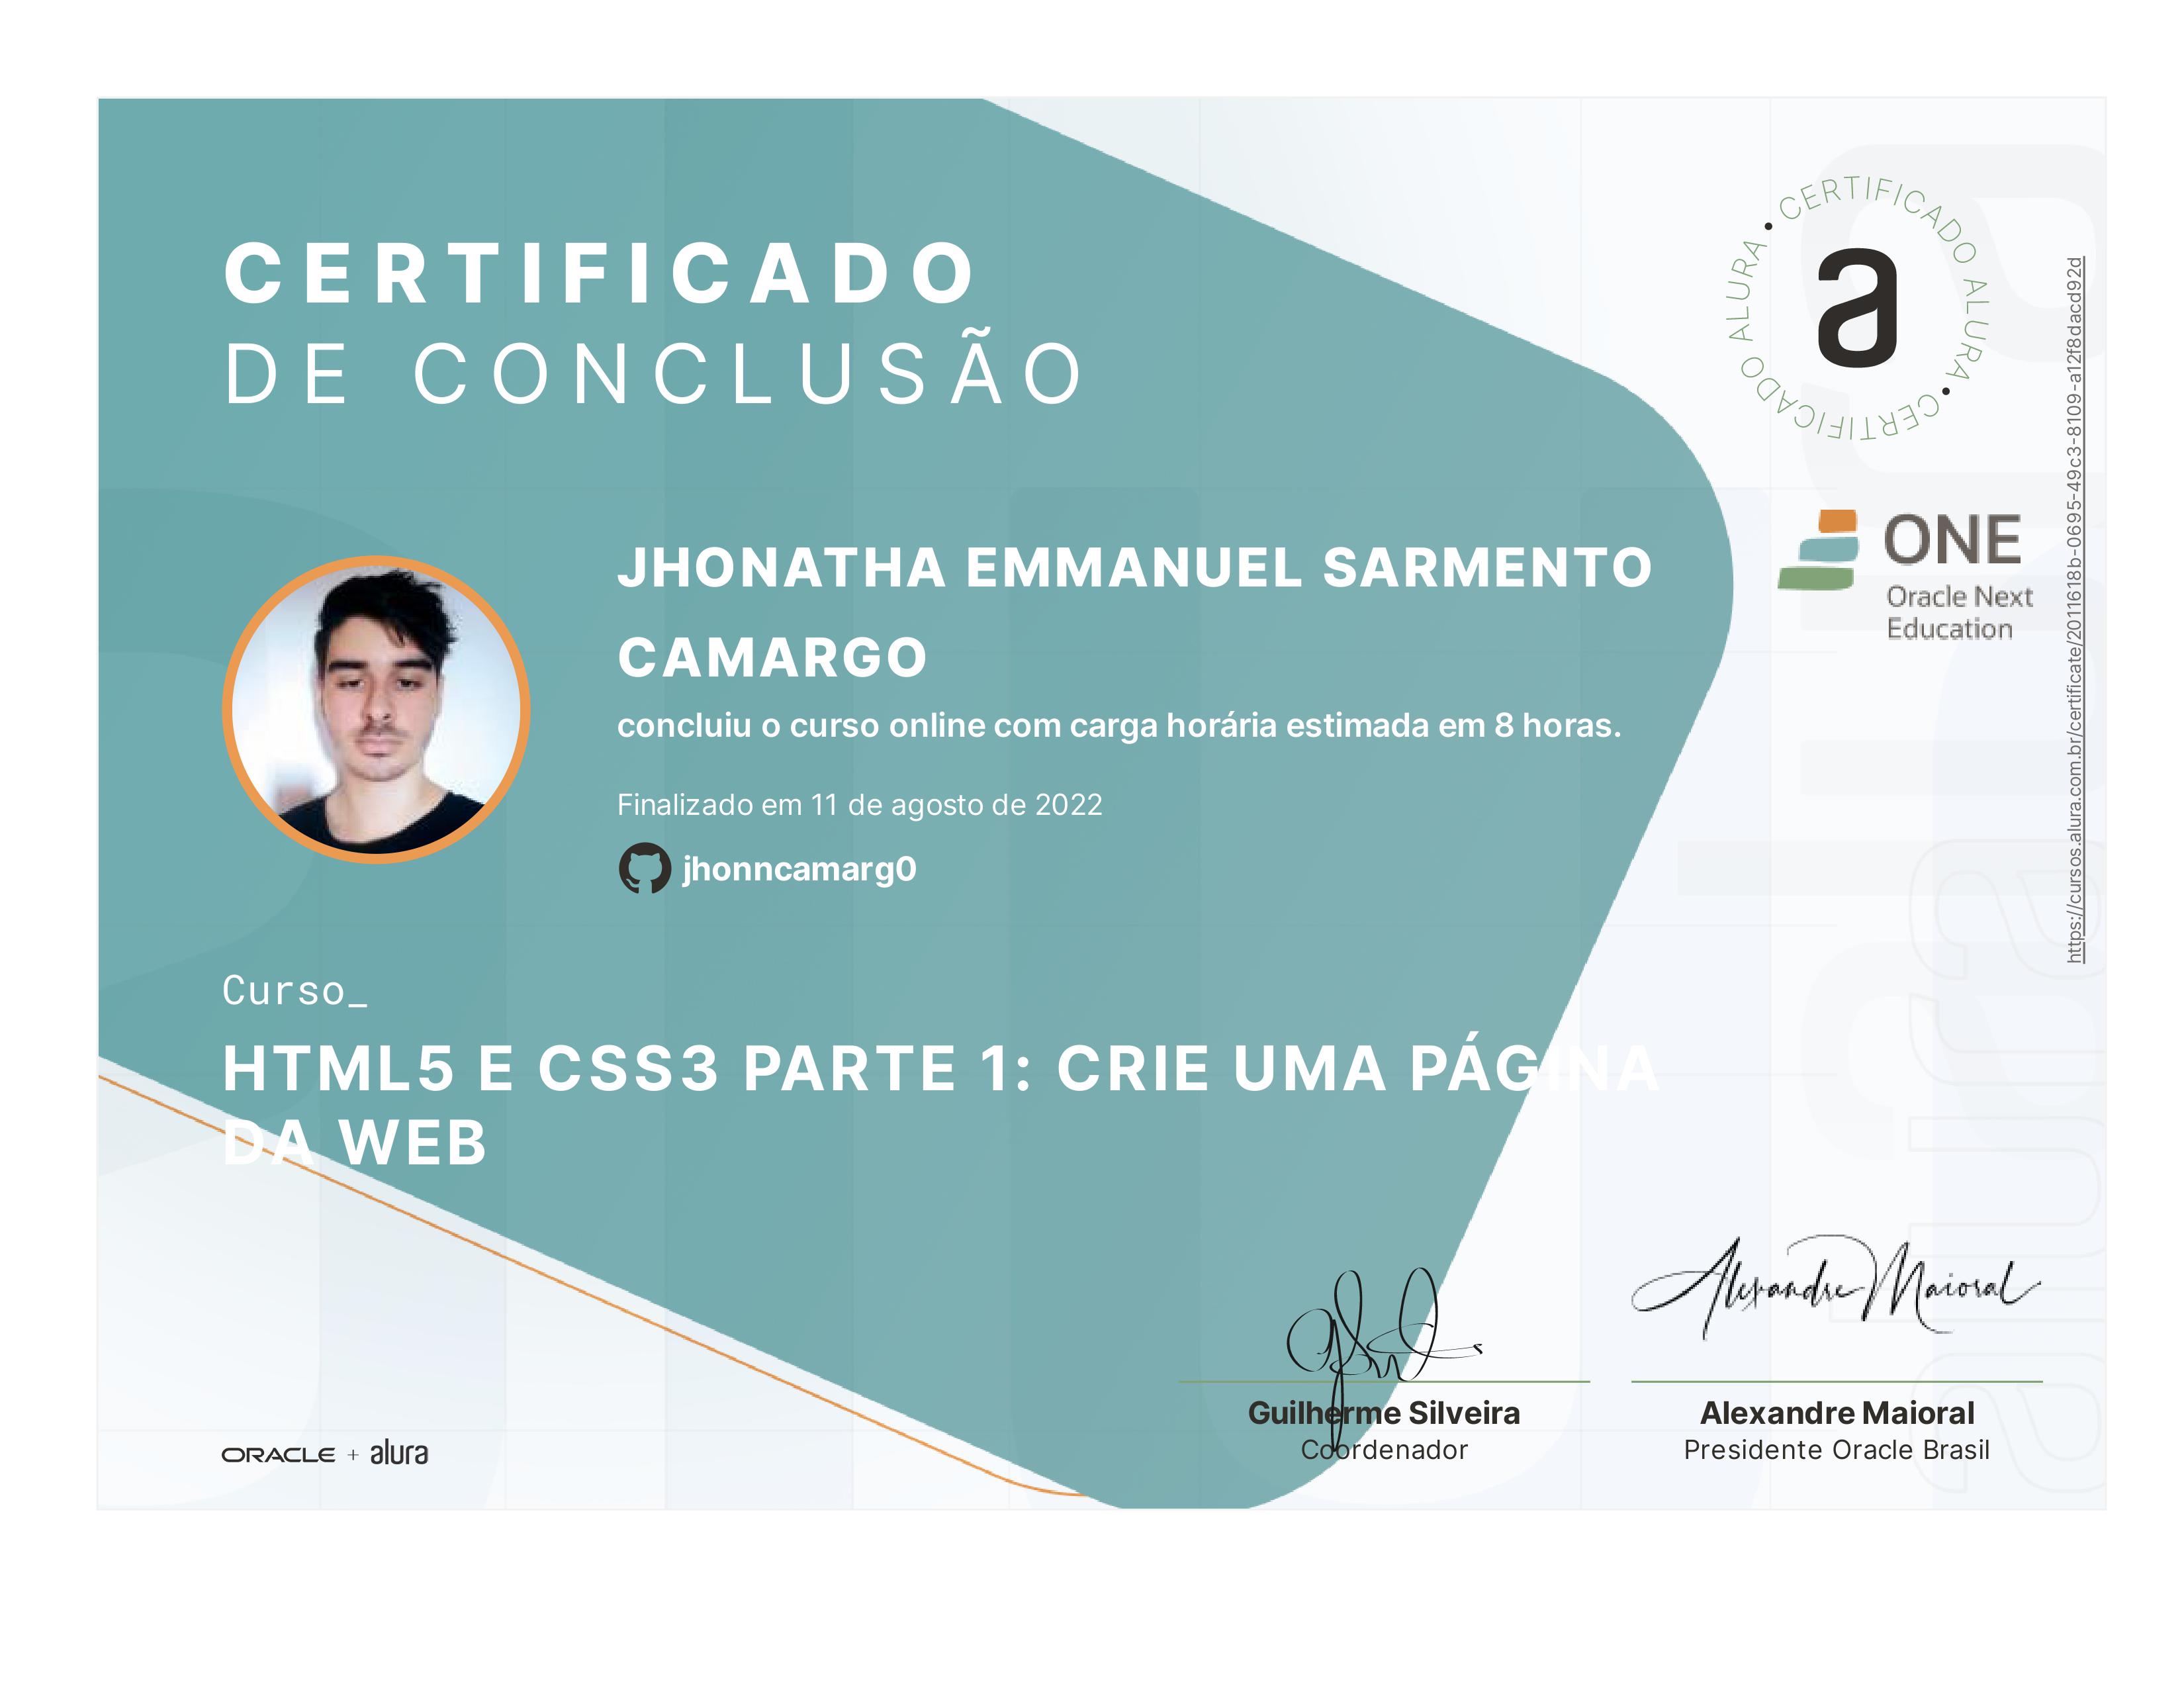 CERTIFICADO
DE CONCLUSÃO
CERTIFICADO ALURA • CERTIFICADO ALURA •
a
ONE
Oracle Next
Education
https://cursos.alura.com.br/certificate/2011618b-0695-49c3-8109-a12f8dacd92d
JHONATHA EMMANUEL SARMENTO
CAMARGO
concluiu o curso online com carga horária estimada em 8 horas.
Finalizado em 11 de agosto de 2022
jhonncamarg0
Curso_
HTML5 E CSS3 PARTE 1: CRIE UMA PÁGINA
DA WEB
Alexandre Maioral
Guilherme Silveira
Coordenador
Alexandre Maioral
Presidente Oracle Brasil
ORACLE + alura
alura